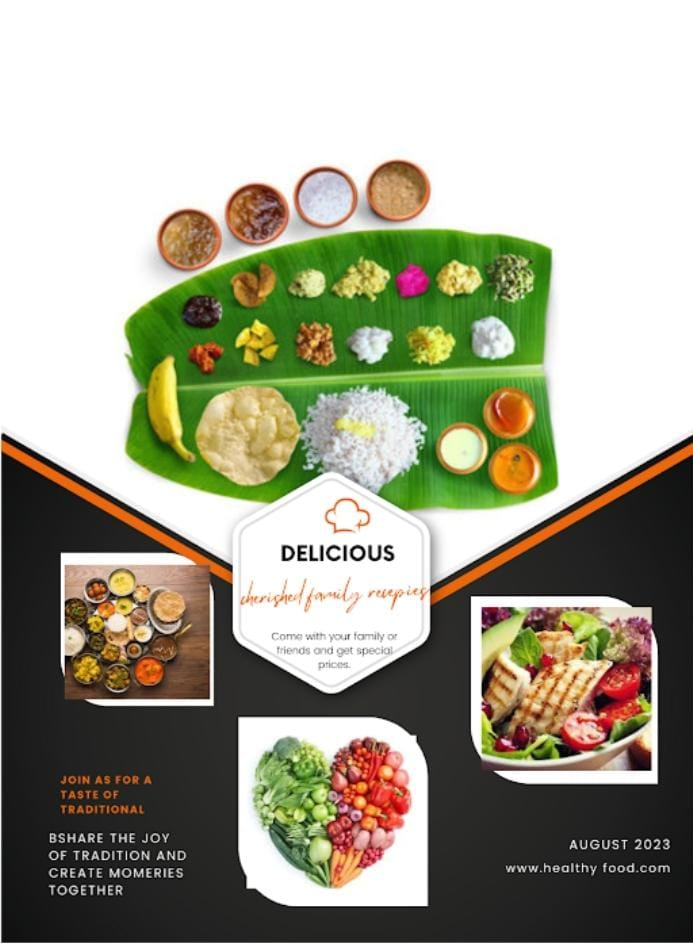 DELICIOUS
cherished family recepies
Come with your family or
friends and get special
prices.
JOIN AS FOR A
TASTE OF
TRADITIONAL
BSHARE THE JOY
OF TRADITION AND
CREATE MOMERIES
TOGETHER
AUGUST 2023
www.healthy food.com